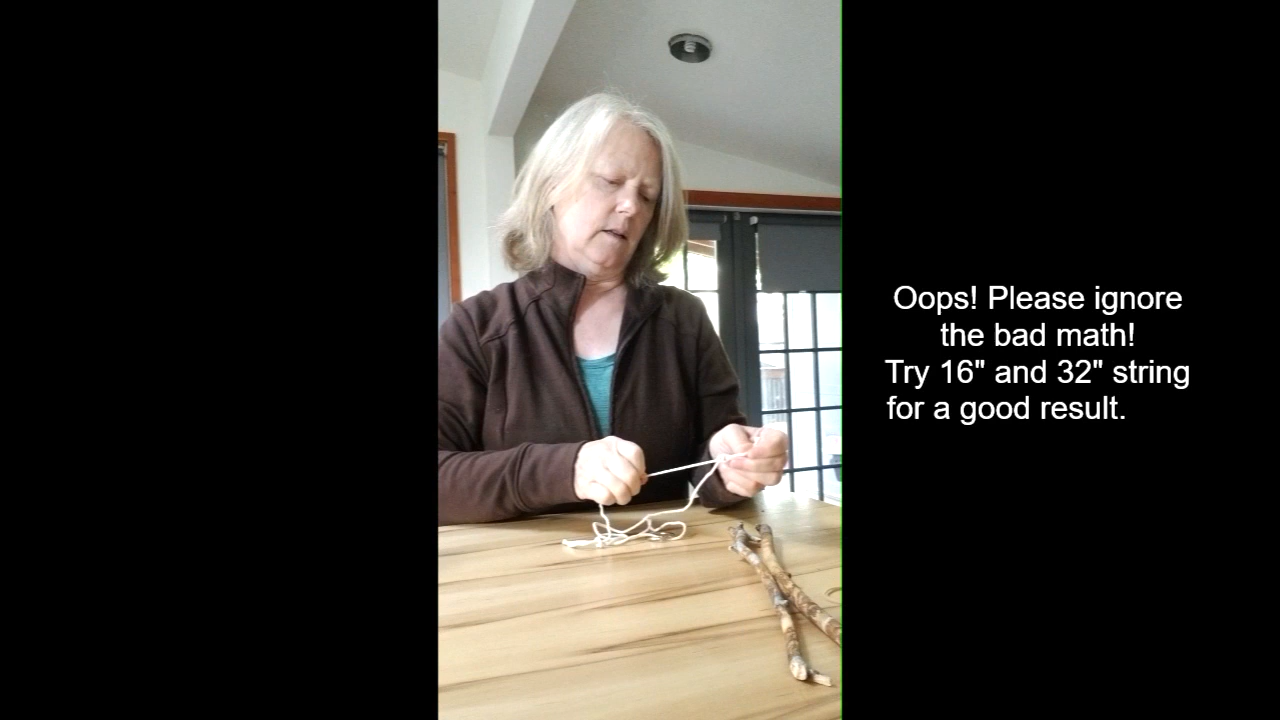 Oops! Please ignore
the bad math!
Try 16" and 32" string
for a good result.